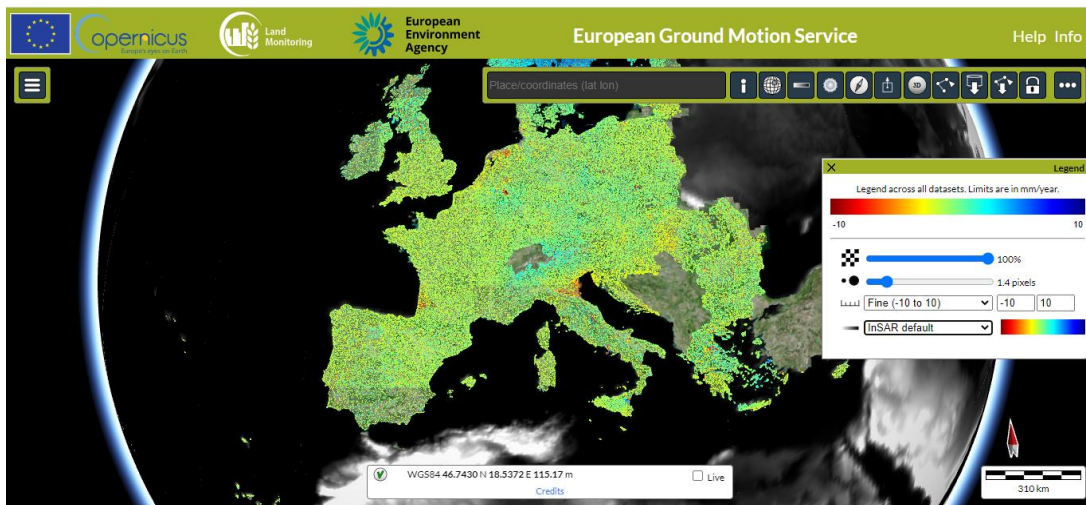 opernicus
Europe's eyes on Earth
Land
Monitoring
European
Environment
Agency
European Ground Motion Service
Help Info
Place/coordinates (lat lon)
i
3D
X
Legend
Legend across all datasets. Limits are in mm/year.
-10 10
100%
1.4 pixels
Fine (-10 to 10) -10 10
InSAR default
WGS84 46.7430 N 18.5372 E 115.17 m
Live
Credits
310 km